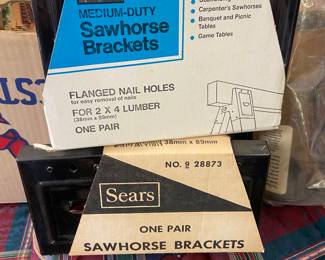 MEDIUM-DUTY
Sawhorse
Brackets
• Carpenter's Sawhorses
• Banquet and Picnic
Tables
• Game Tables
FLANGED NAIL HOLES
for easy removal of nails
FOR 2 X 4 LUMBER
(38mm x 89mm)
ONE PAIR
38mm x 89mm
NO. 9 28873
Sears
ONE PAIR
SAWHORSE BRACKETS